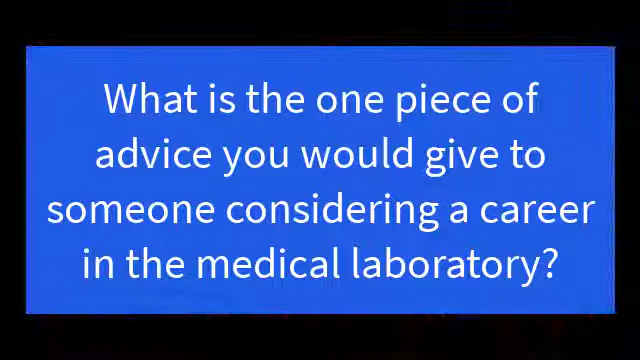 What is the one piece of
advice you would give to
someone considering a career
in the medical laboratory?